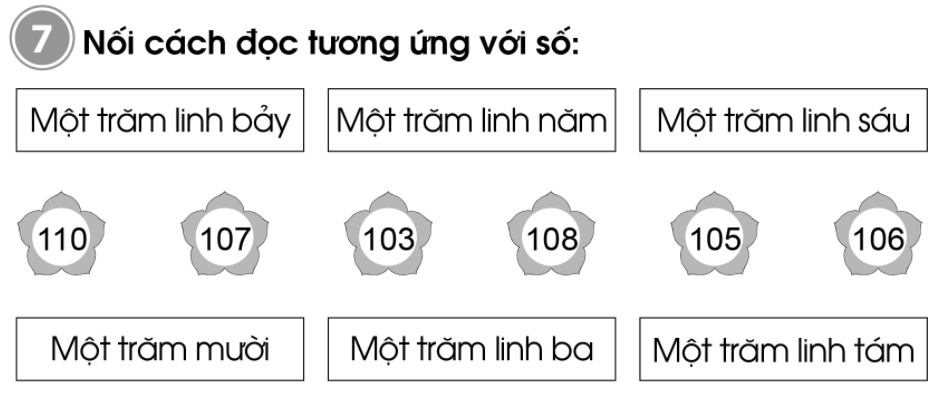 7 Nối cách đọc tương ứng với số:
Một trăm linh bảy Một trăm linh năm Một trăm linh sáu
110 107 103 108 105 106
Một trăm mười Một trăm linh ba Một trăm linh tám